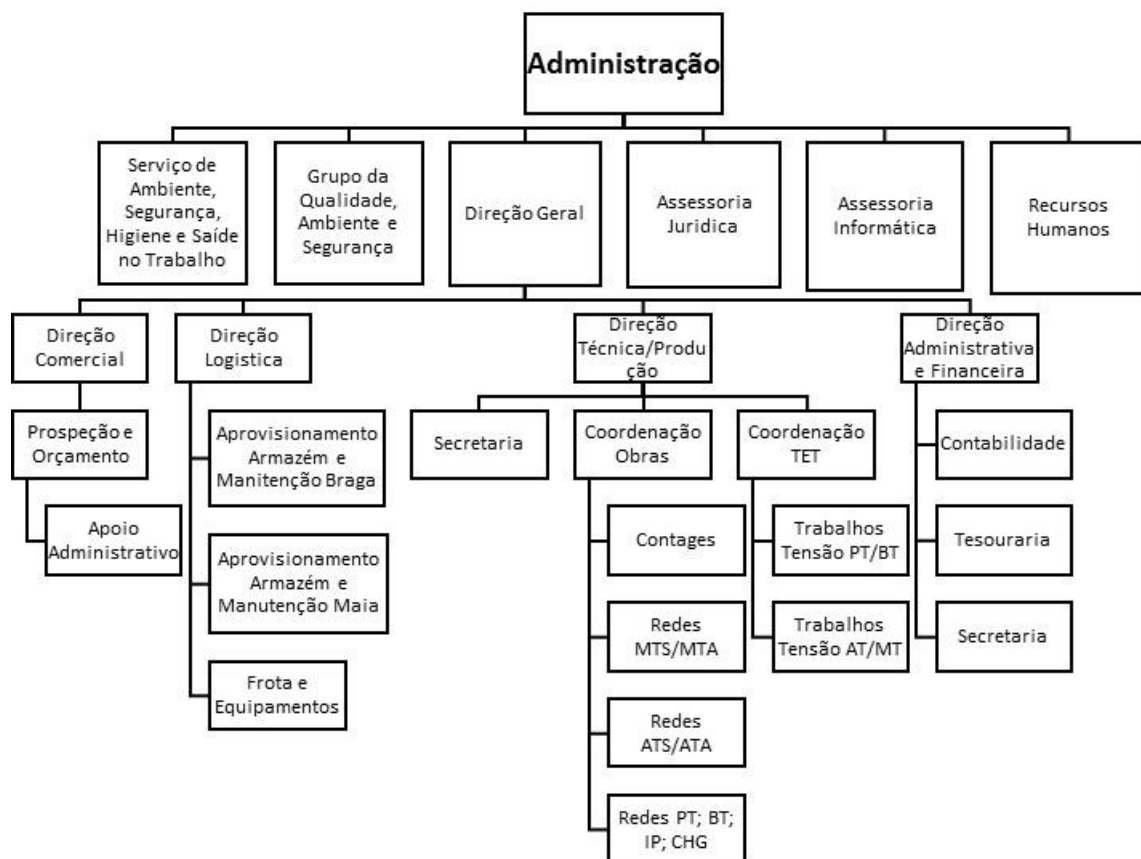 Administração
Serviço de
Ambiente,
Segurança,
Higiene e Saúde
no Trabalho
Grupo da
Qualidade,
Ambiente e
Segurança
Direção Geral
Assessoria
Juridica
Assessoria
Informática
Recursos
Humanos
Direção
Comercial
Direção
Logistica
Direção
Técnica/Produ
ção
Direção
Administrativa
e Financeira
Prospeção e
Orçamento
Apoio
Administrativo
Aprovisionamento
Armazém e
Manitenção Braga
Aprovisionamento
Armazém e
Manutenção Maia
Frota e
Equipamentos
Secretaria
Coordenação
Obras
Contages
Redes
MTS/MTA
Redes
ATS/ATA
Redes PT; BT;
IP; CHG
Coordenação
TET
Trabalhos
Tensão PT/BT
Trabalhos
Tensão AT/MT
Contabilidade
Tesouraria
Secretaria